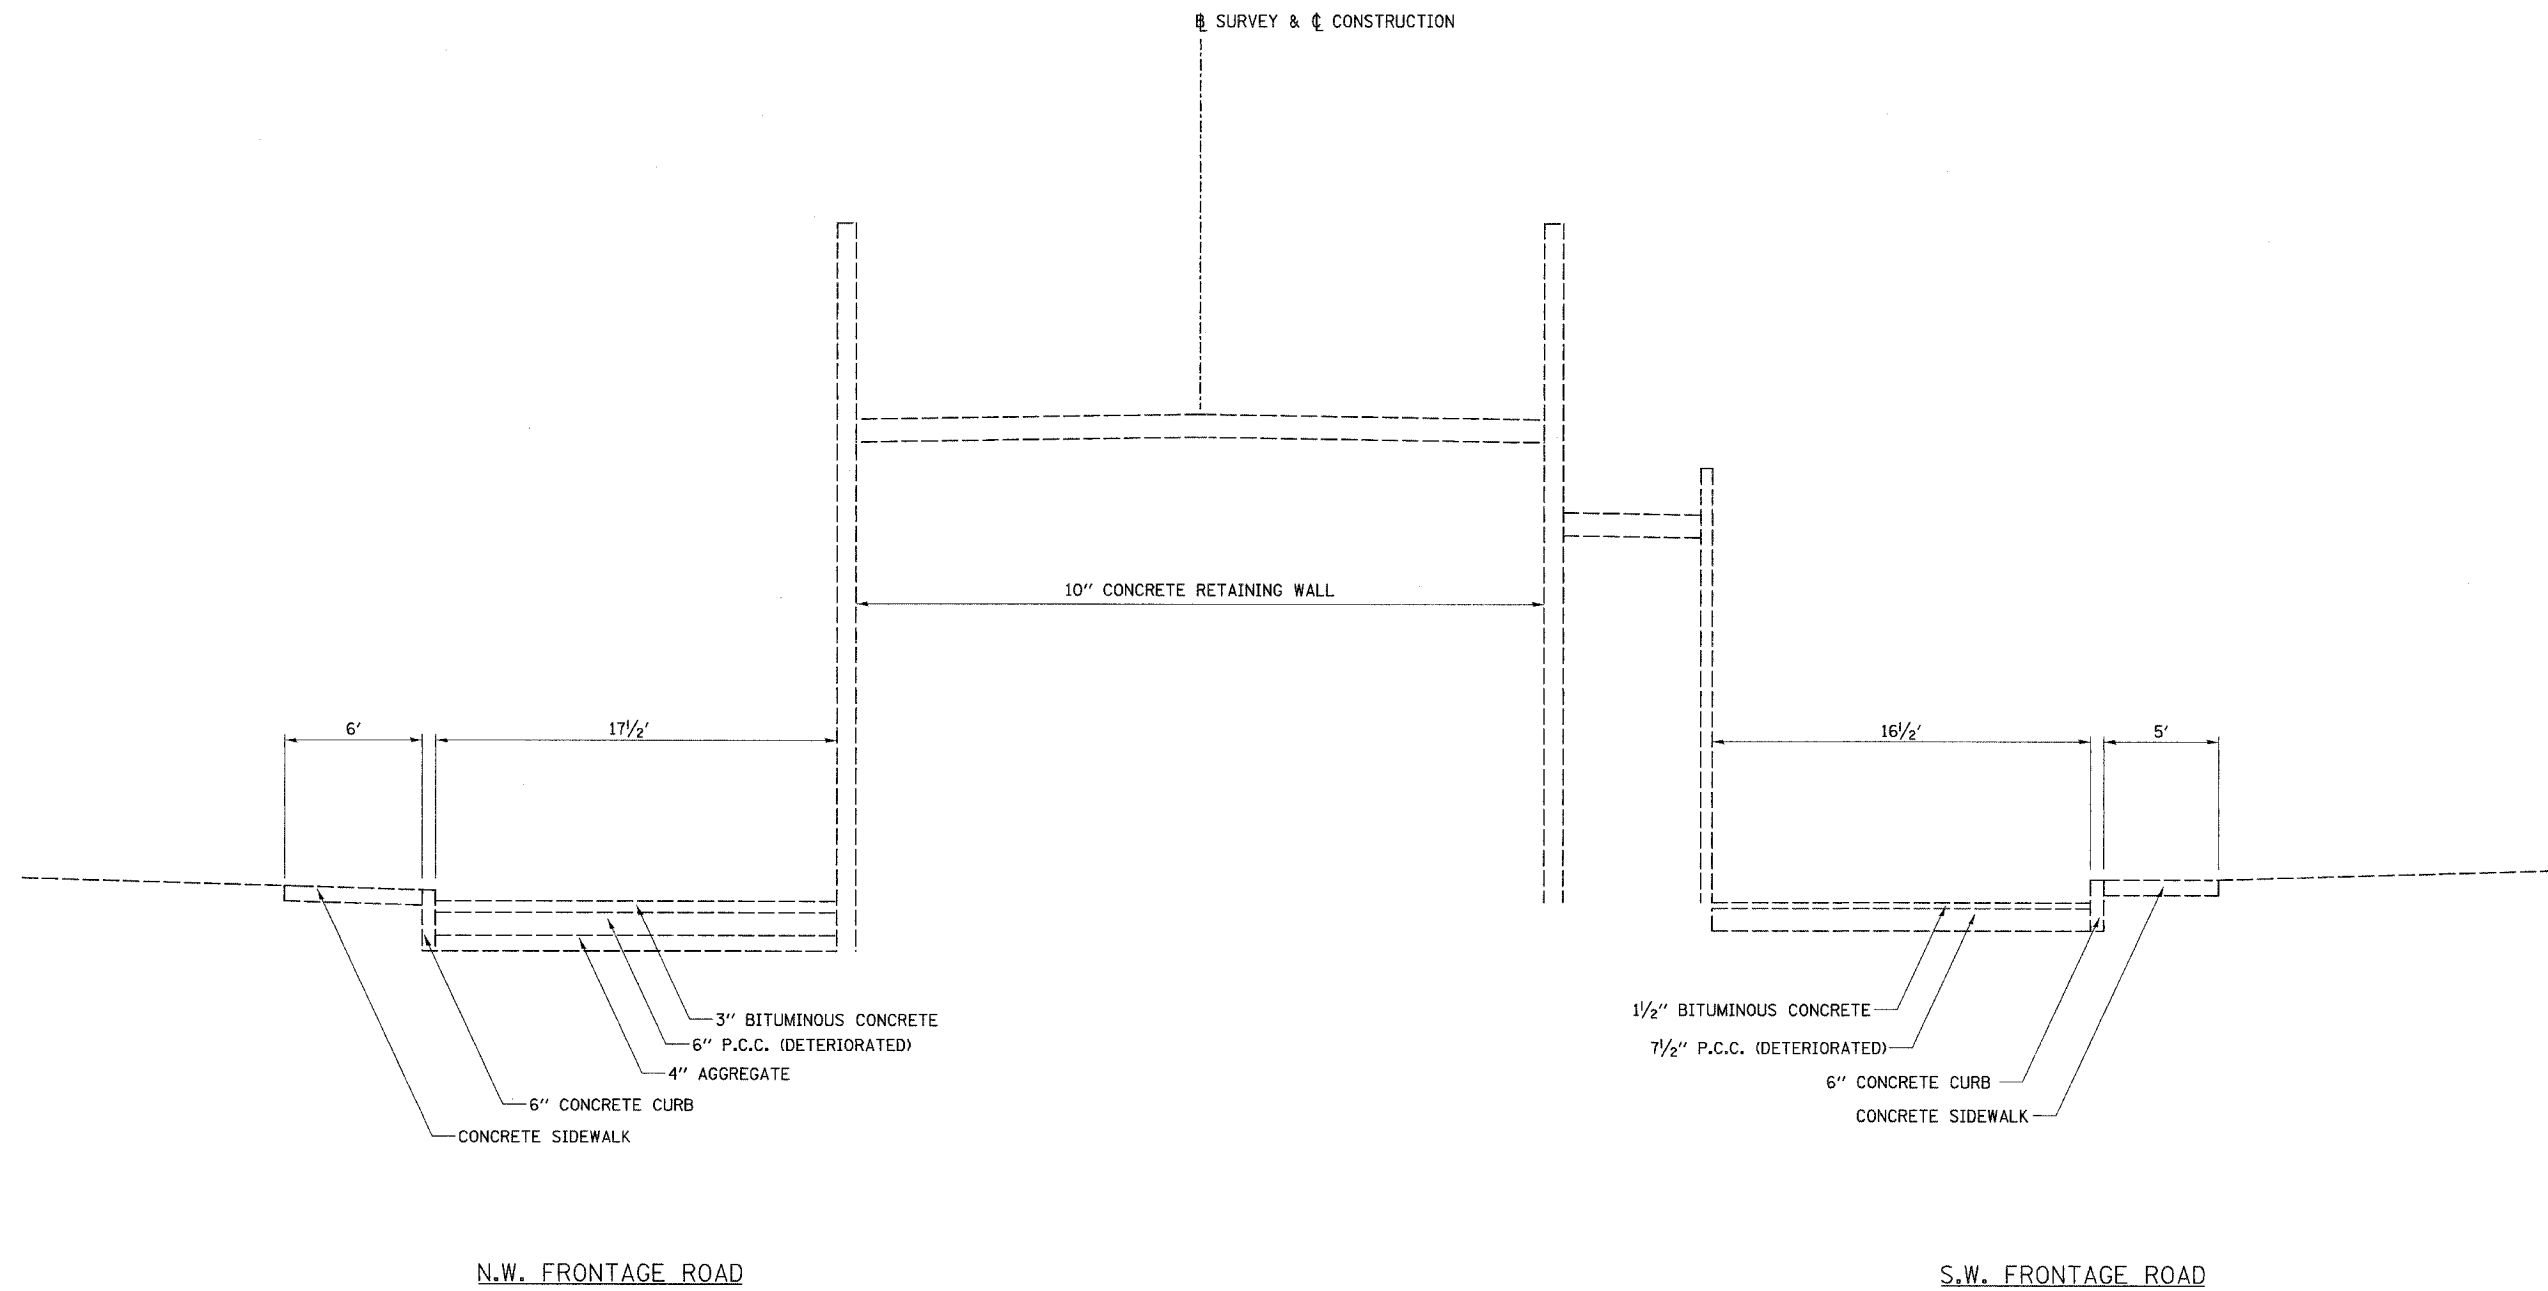 ℄ SURVEY & ℄ CONSTRUCTION
10" CONCRETE RETAINING WALL
6'
17½'
16½'
5'
3" BITUMINOUS CONCRETE
6" P.C.C. (DETERIORATED)
4" AGGREGATE
6" CONCRETE CURB
CONCRETE SIDEWALK
1½" BITUMINOUS CONCRETE
7½" P.C.C. (DETERIORATED)
6" CONCRETE CURB
CONCRETE SIDEWALK
N.W. FRONTAGE ROAD
S.W. FRONTAGE ROAD